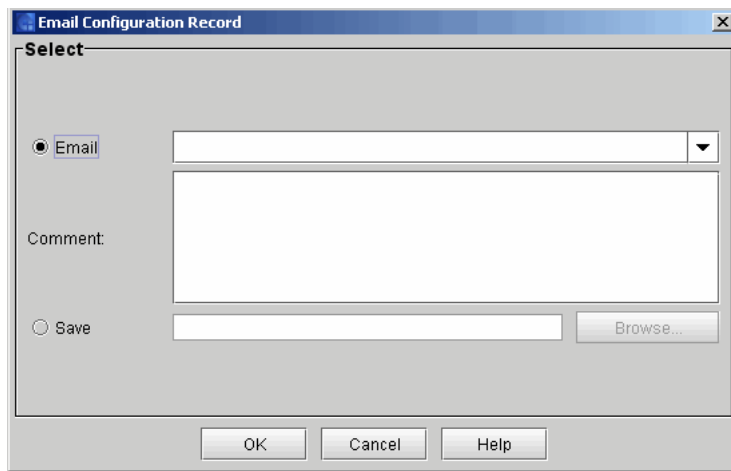 Email Configuration Record
Select
Email
Comment:
Save
Browse...
OK
Cancel
Help